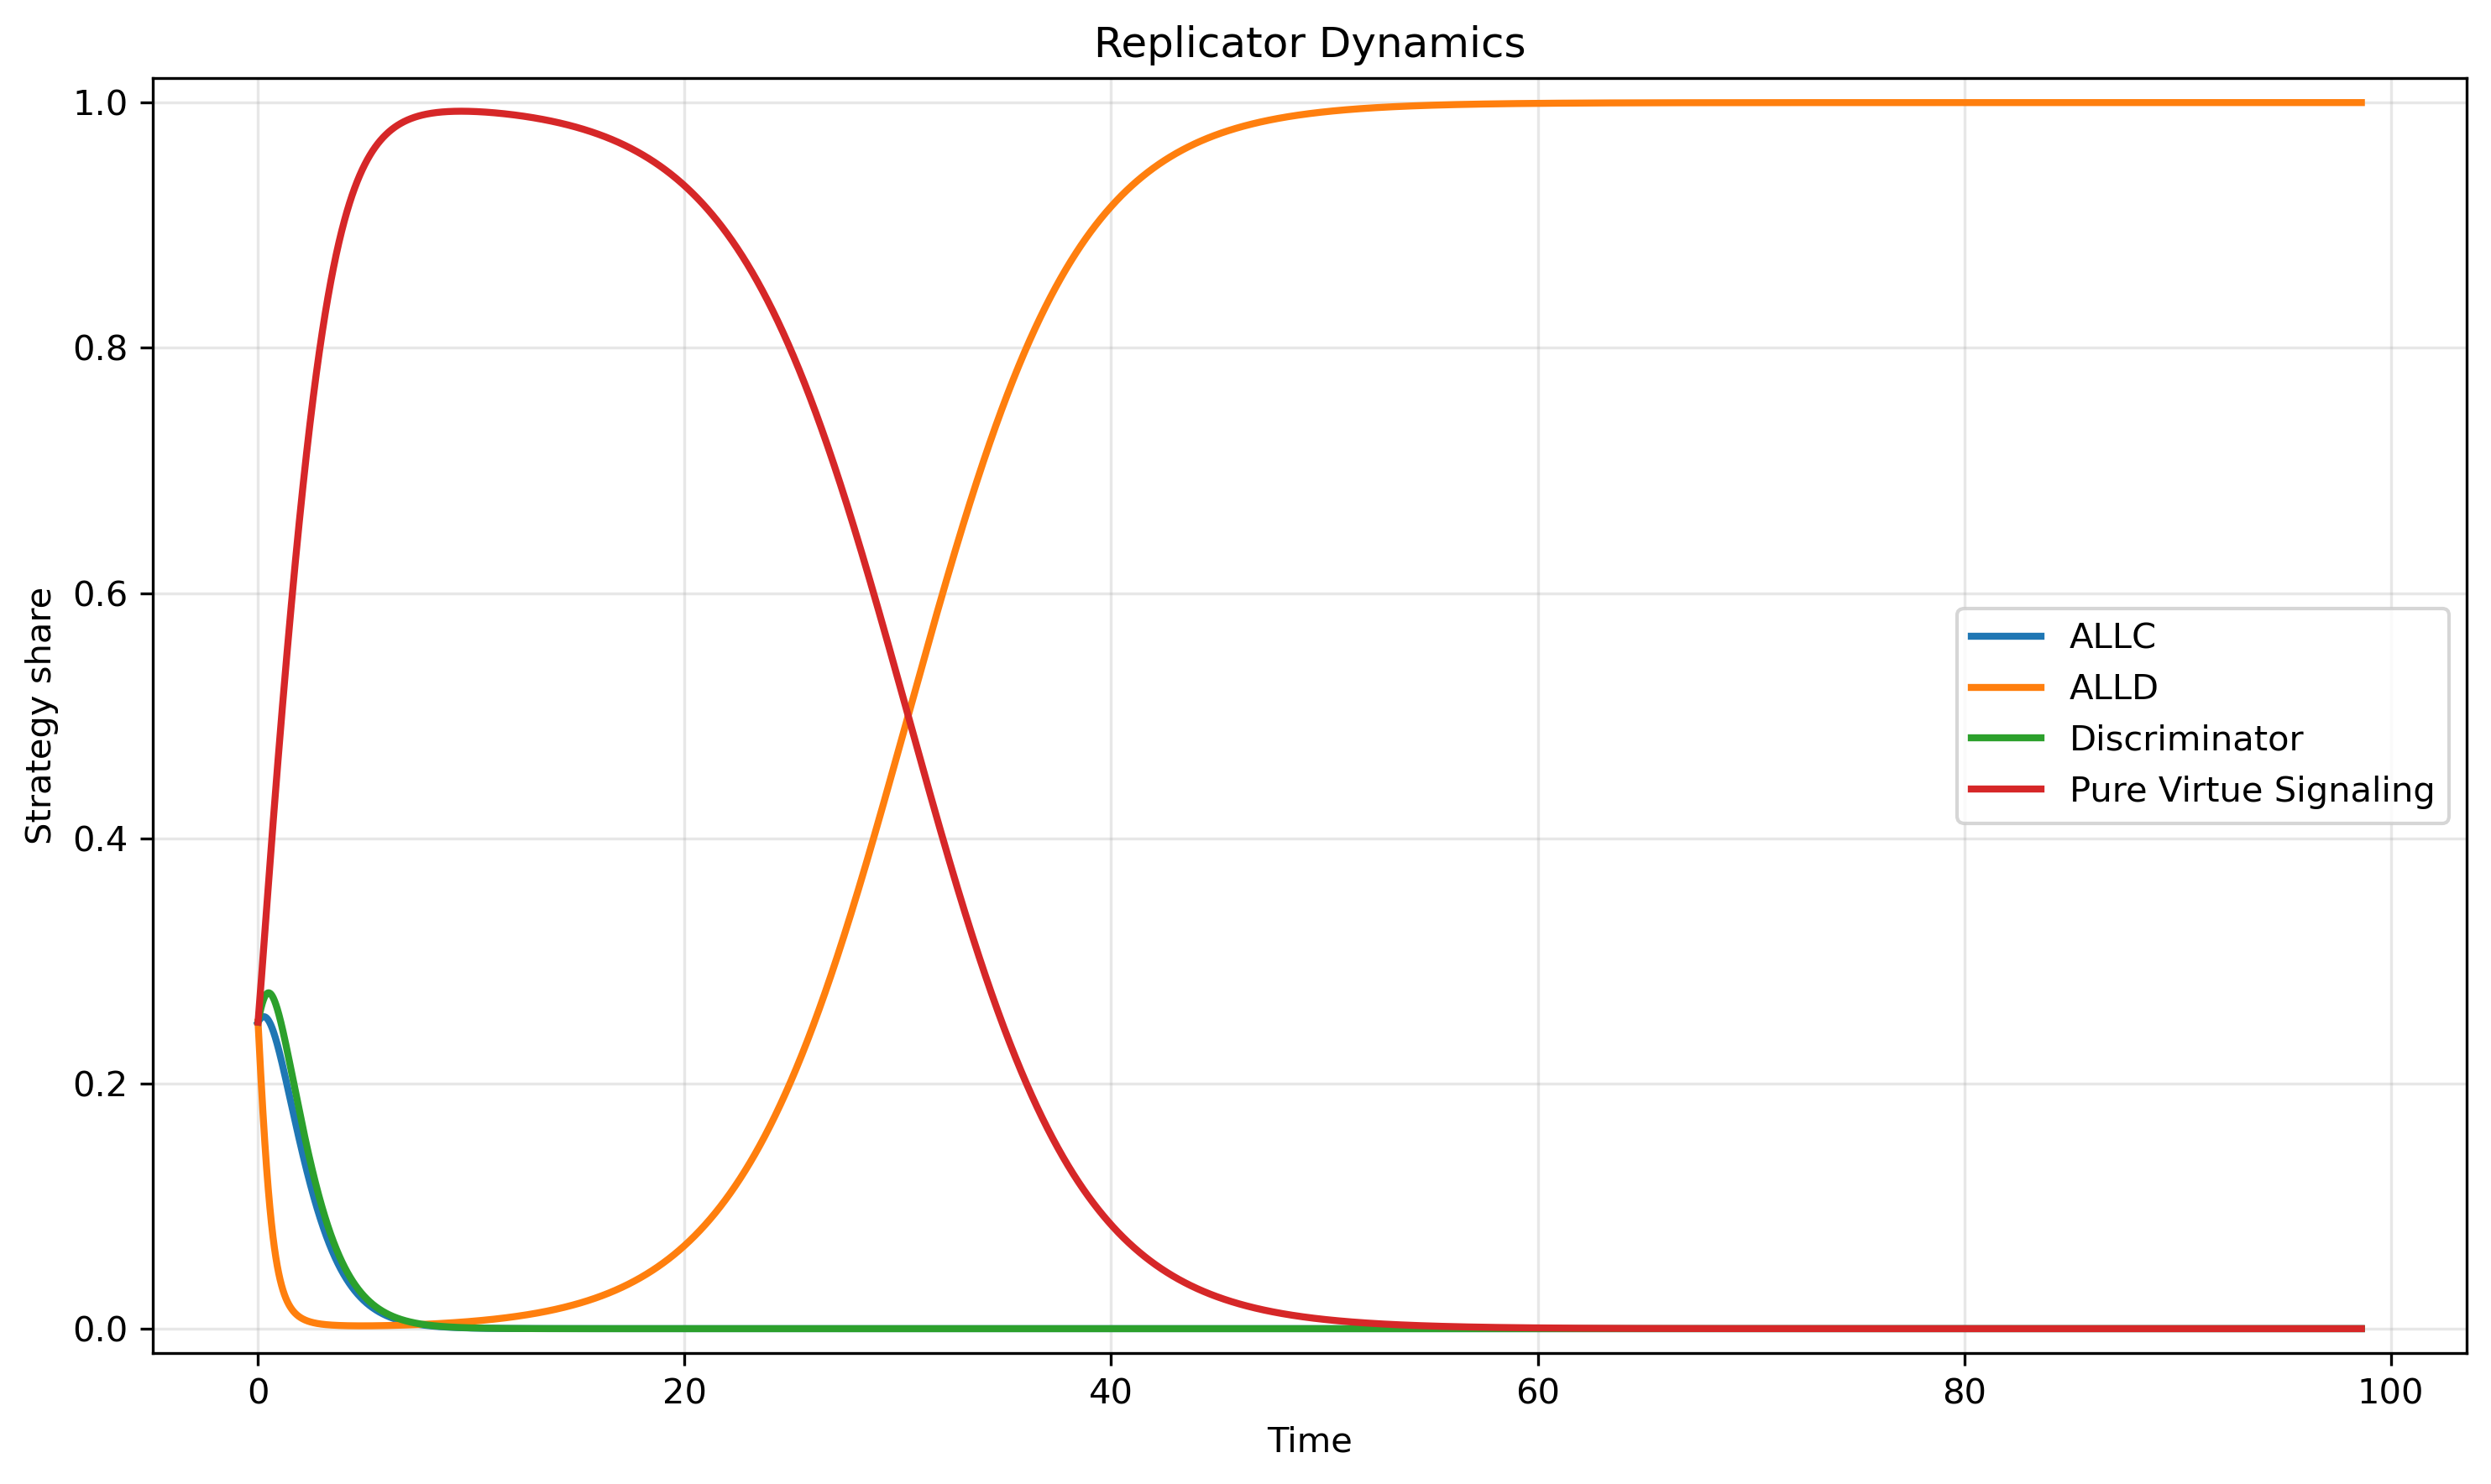 Replicator Dynamics
1.0
0.8
0.6
0.4
0.2
0.0
Strategy share
ALLC
ALLD
Discriminator
Pure Virtue Signaling
0 20 40 60 80 100
Time